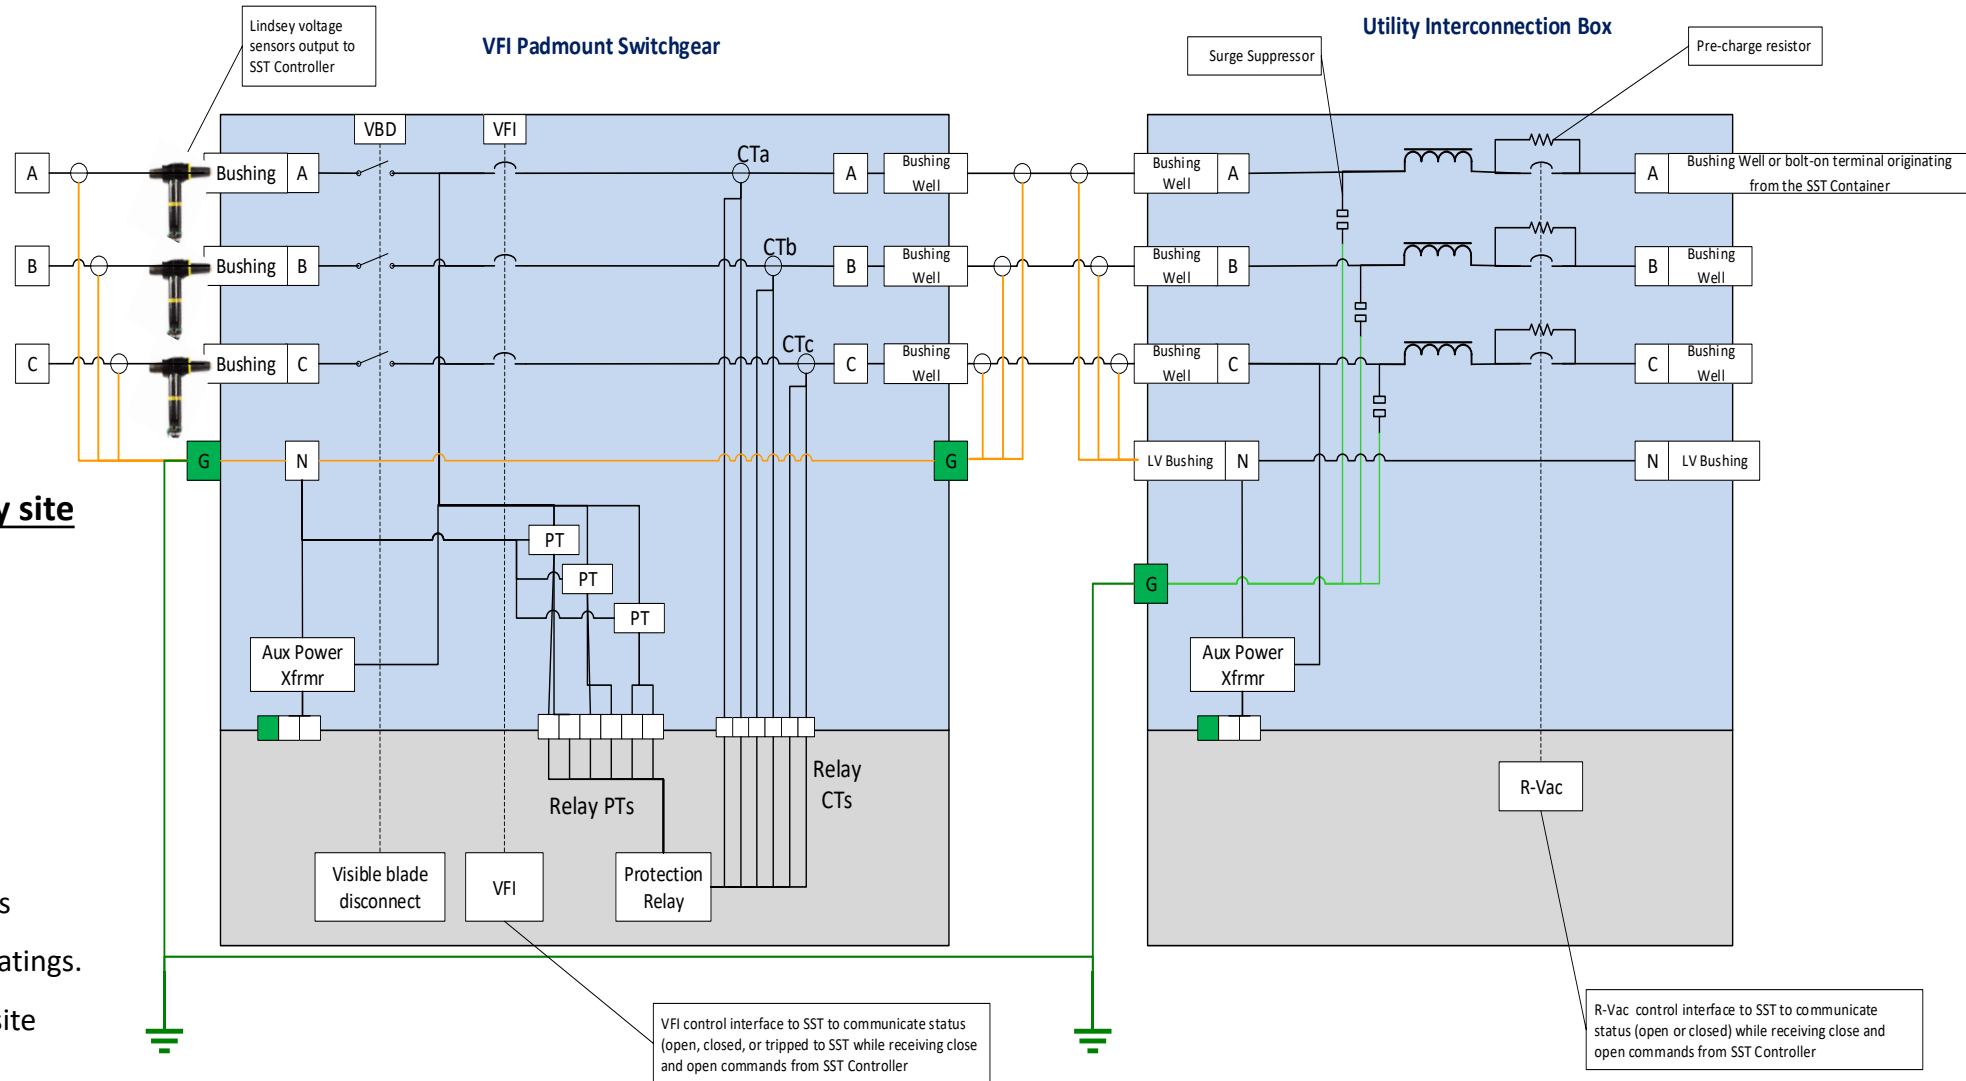 Lindsey voltage
sensors output to
SST Controller
VFI Padmount Switchgear
Utility Interconnection Box
Surge Suppressor
Pre-charge resistor
VBD
VFI
A
Bushing
A
CTa
A
Bushing
Well
Bushing
Well
A
A
Bushing Well or bolt-on terminal originating
from the SST Container
B
Bushing
B
CTb
B
Bushing
Well
Bushing
Well
B
B
Bushing
Well
C
Bushing
C
CTc
C
Bushing
Well
Bushing
Well
C
C
Bushing
Well
G
N
G
LV Bushing
N
N
LV Bushing
y site
PT
PT
PT
G
Aux Power
Xfrmr
Aux Power
Xfrmr
Relay PTs
Relay
CTs
R-Vac
Visible blade
disconnect
VFI
Protection
Relay
s
atings.
site
VFI control interface to SST to communicate status
(open, closed, or tripped to SST while receiving close
and open commands from SST Controller
R-Vac control interface to SST to communicate
status (open or closed) while receiving close and
open commands from SST Controller